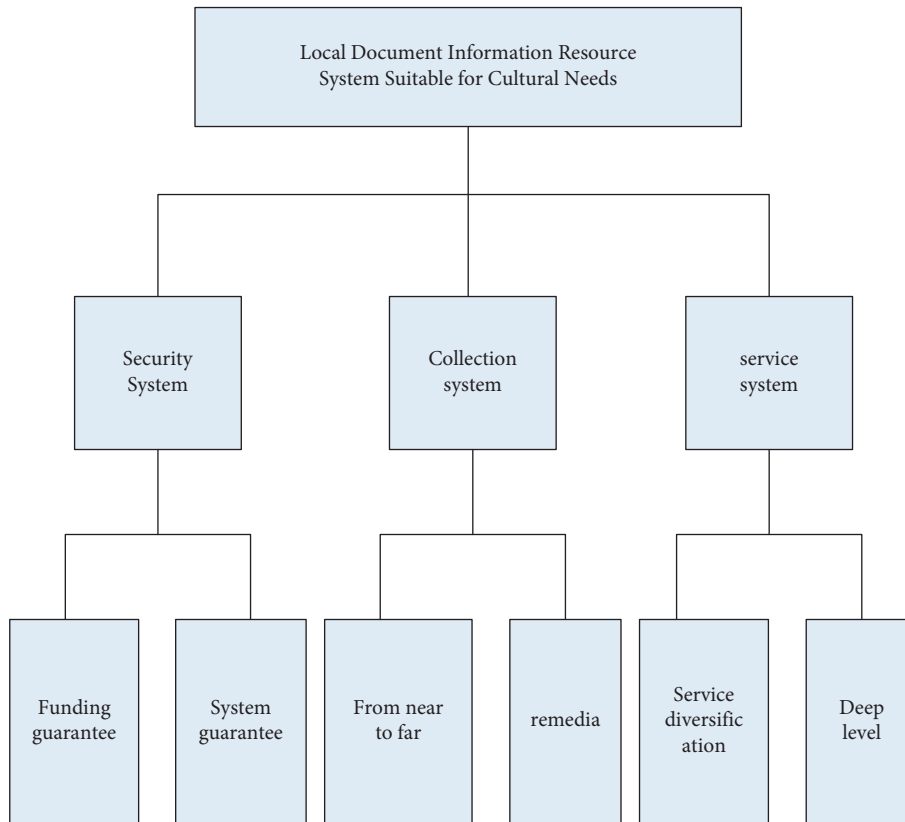 Local Document Information Resource
System Suitable for Cultural Needs
Security
System
Collection
system
service
system
Funding
guarantee
System
guarantee
From near
to far
remedia
Service
diversific
ation
Deep
level